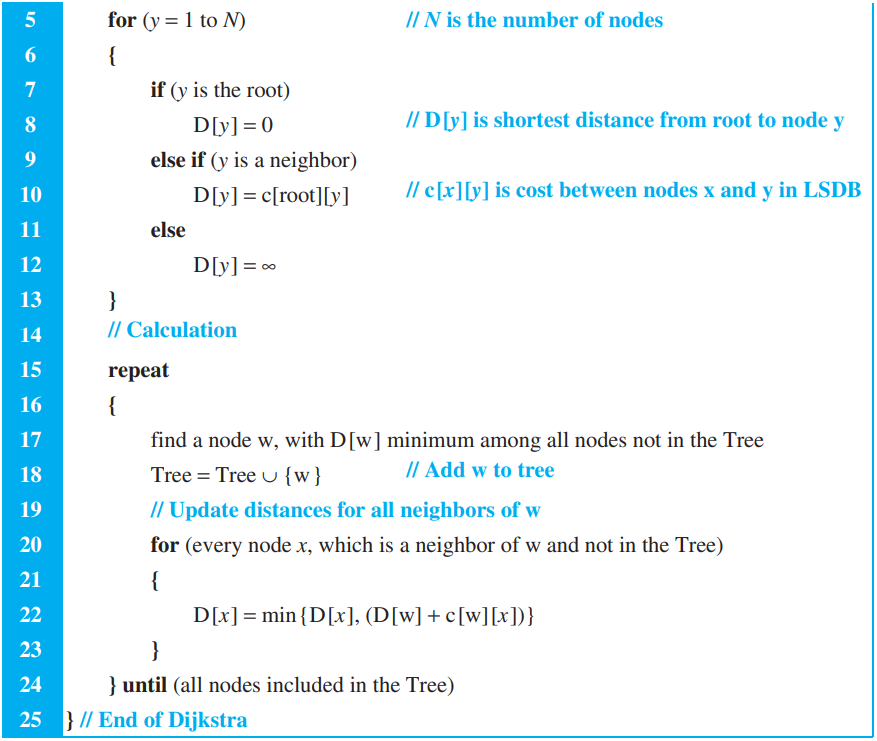 5 for (y = 1 to N) // N is the number of nodes
6 {
7 if (y is the root)
8 D[y] = 0 // D[y] is shortest distance from root to node y
9 else if (y is a neighbor)
10 D[y] = c[root][y] // c[x][y] is cost between nodes x and y in LSDB
11 else
12 D[y] = ∞
13 }
14 // Calculation
15 repeat
16 {
17 find a node w, with D[w] minimum among all nodes not in the Tree
18 Tree = Tree ∪ {w} // Add w to tree
19 // Update distances for all neighbors of w
20 for (every node x, which is a neighbor of w and not in the Tree)
21 {
22 D[x] = min{D[x], (D[w] + c[w][x])}
23 }
24 } until (all nodes included in the Tree)
25 } // End of Dijkstra